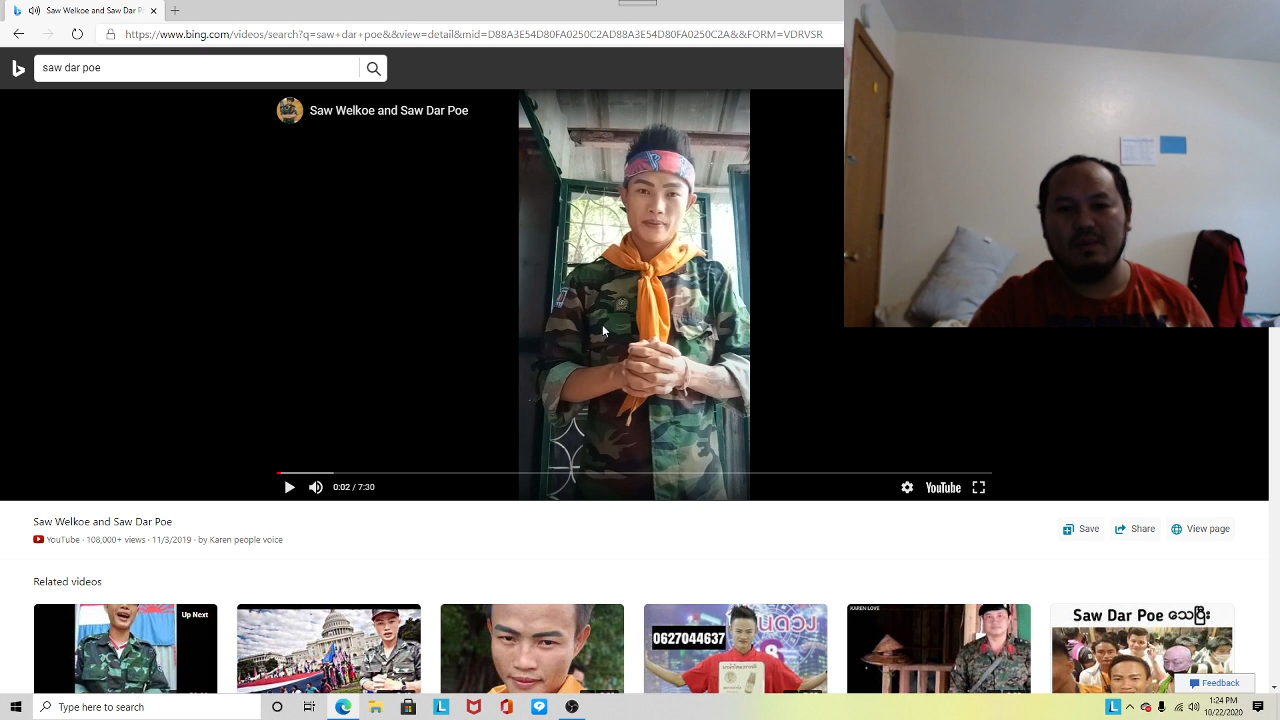 Saw Welkoe and Saw Dar Po
https://www.bing.com/videos/search?q=saw+dar+poe&&view=detail&mid=D88A3E54D80FA0250C2AD88A3E54D80FA0250C2A&&FORM=VDRVSR
saw dar poe
Saw Welkoe and Saw Dar Poe
0:02 / 7:30
YouTube
Saw Welkoe and Saw Dar Poe
Save
Share
View page
YouTube · 108,000+ views · 11/3/2019 · by Karen people voice
Related videos
Up Next
0627044637
KAREN LOVE
Saw Dar Poe သေပြီး
Feedback
Type here to search
1:24 PM
10/22/2020